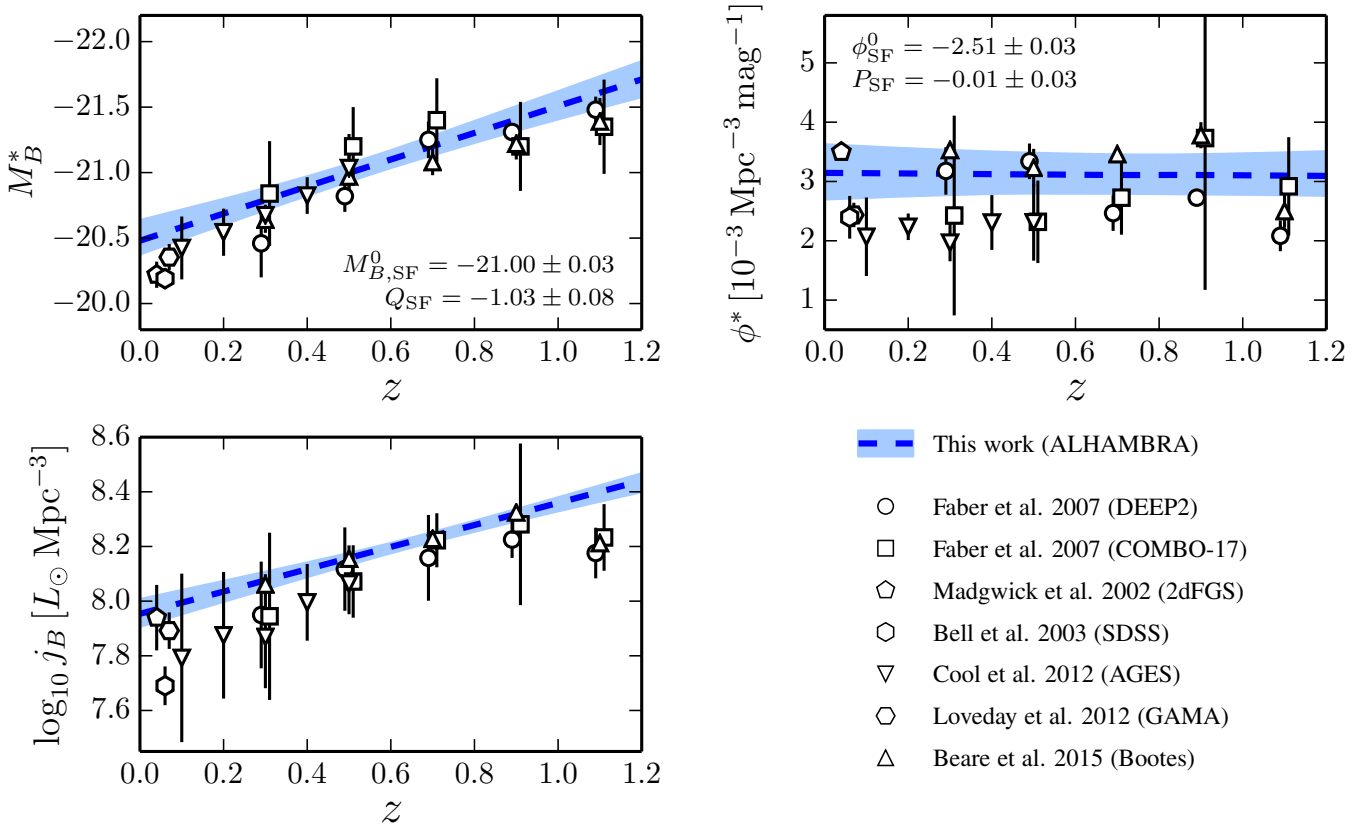 −22.0
−21.5
−21.0
−20.5
−20.0
M*_B
M^0_{B,SF} = −21.00 ± 0.03
Q_SF = −1.03 ± 0.08
0.0 0.2 0.4 0.6 0.8 1.0 1.2
z
5
4
3
2
1
ϕ* [10^{−3} Mpc^{−3} mag^{−1}]
ϕ^0_SF = −2.51 ± 0.03
P_SF = −0.01 ± 0.03
0.0 0.2 0.4 0.6 0.8 1.0 1.2
z
8.6
8.4
8.2
8.0
7.8
7.6
log_{10} j_B [L_⊙ Mpc^{−3}]
0.0 0.2 0.4 0.6 0.8 1.0 1.2
z
This work (ALHAMBRA)
Faber et al. 2007 (DEEP2)
Faber et al. 2007 (COMBO-17)
Madgwick et al. 2002 (2dFGS)
Bell et al. 2003 (SDSS)
Cool et al. 2012 (AGES)
Loveday et al. 2012 (GAMA)
Beare et al. 2015 (Bootes)